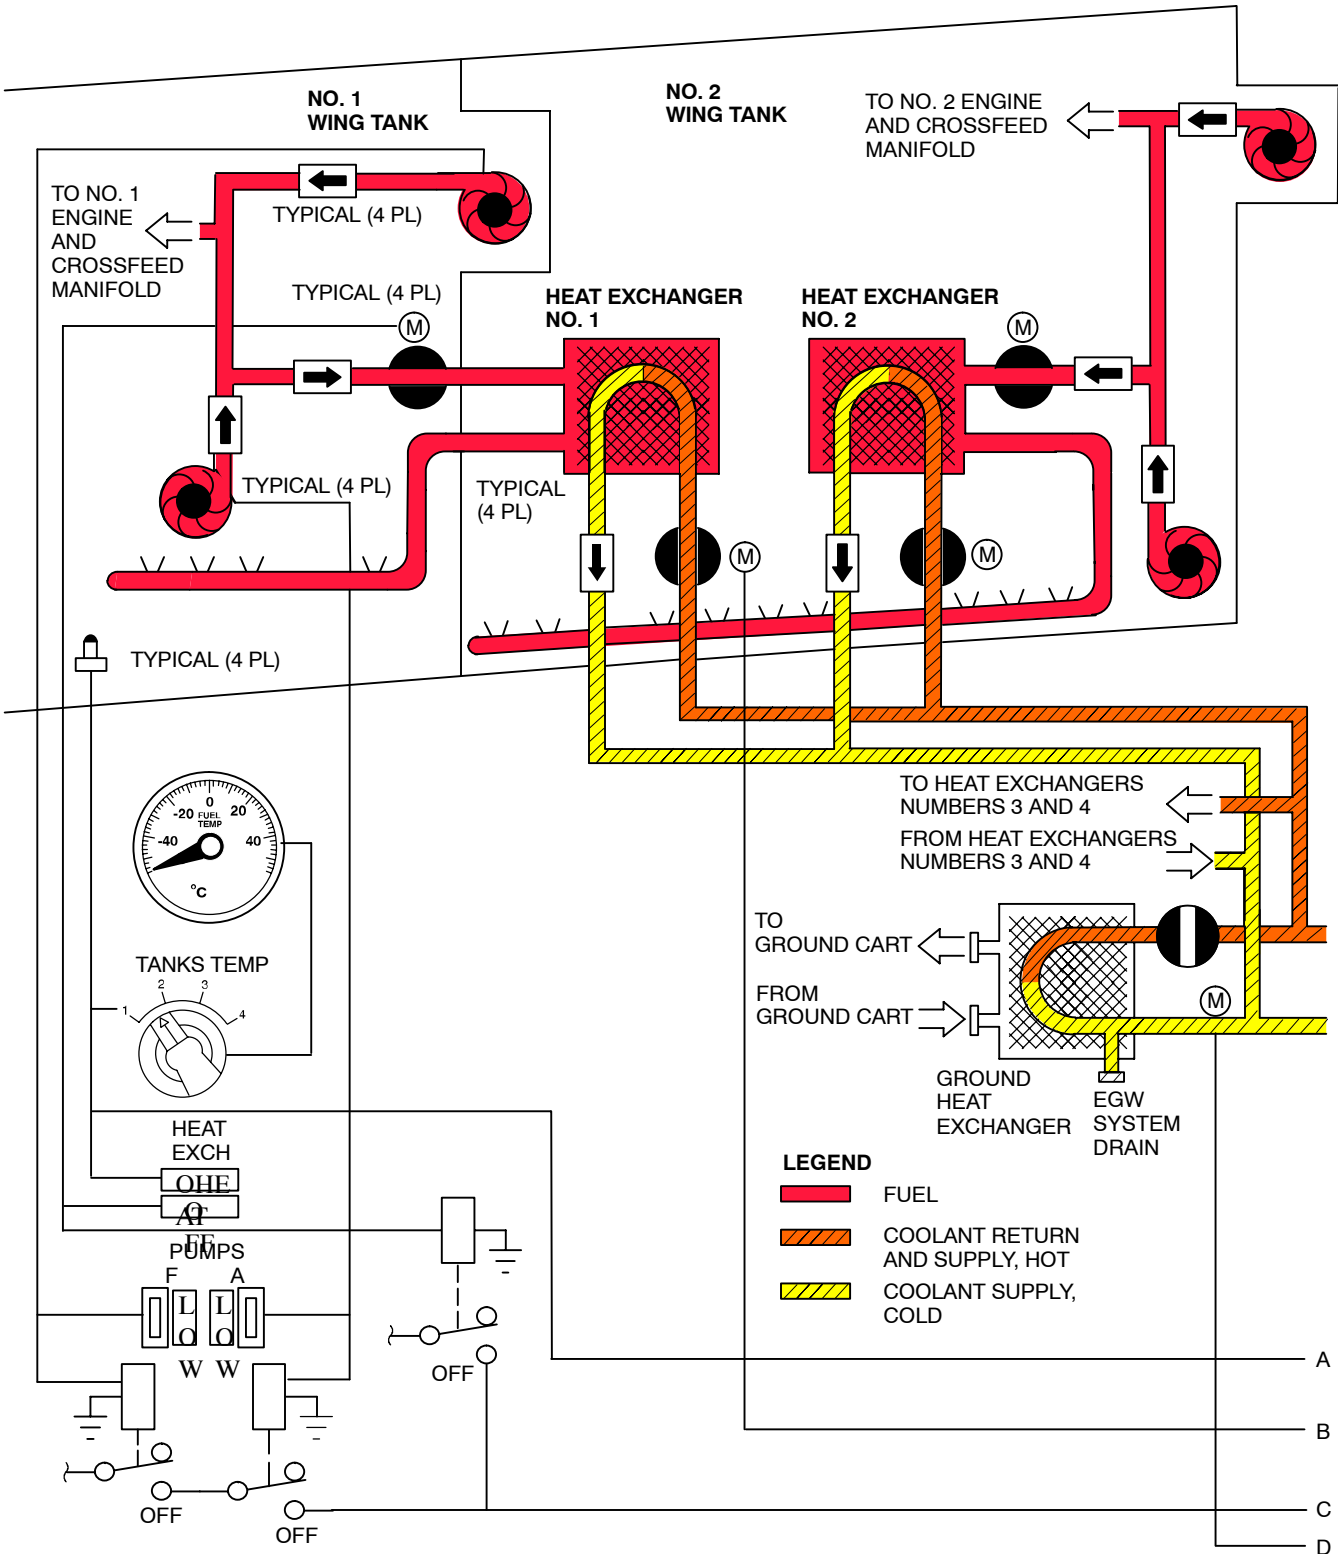 NO. 1
WING TANK
NO. 2
WING TANK
TO NO. 2 ENGINE
AND CROSSFEED
MANIFOLD
TO NO. 1
ENGINE
AND
CROSSFEED
MANIFOLD
TYPICAL (4 PL)
TYPICAL (4 PL)
M
HEAT EXCHANGER
NO. 1
HEAT EXCHANGER
NO. 2
M
TYPICAL (4 PL)
TYPICAL
(4 PL)
M
M
TYPICAL (4 PL)
-40
-20
0
20
40
FUEL
TEMP
°C
TO HEAT EXCHANGERS
NUMBERS 3 AND 4
FROM HEAT EXCHANGERS
NUMBERS 3 AND 4
TO
GROUND CART
FROM
GROUND CART
M
TANKS TEMP
1
2
3
4
GROUND
HEAT
EXCHANGER
EGW
SYSTEM
DRAIN
HEAT
EXCH
OHE
O
AT
FF
PUMPS
F
A
L
O
W
L
O
W
LEGEND
FUEL
COOLANT RETURN
AND SUPPLY, HOT
COOLANT SUPPLY,
COLD
OFF
OFF
OFF
A
B
C
D